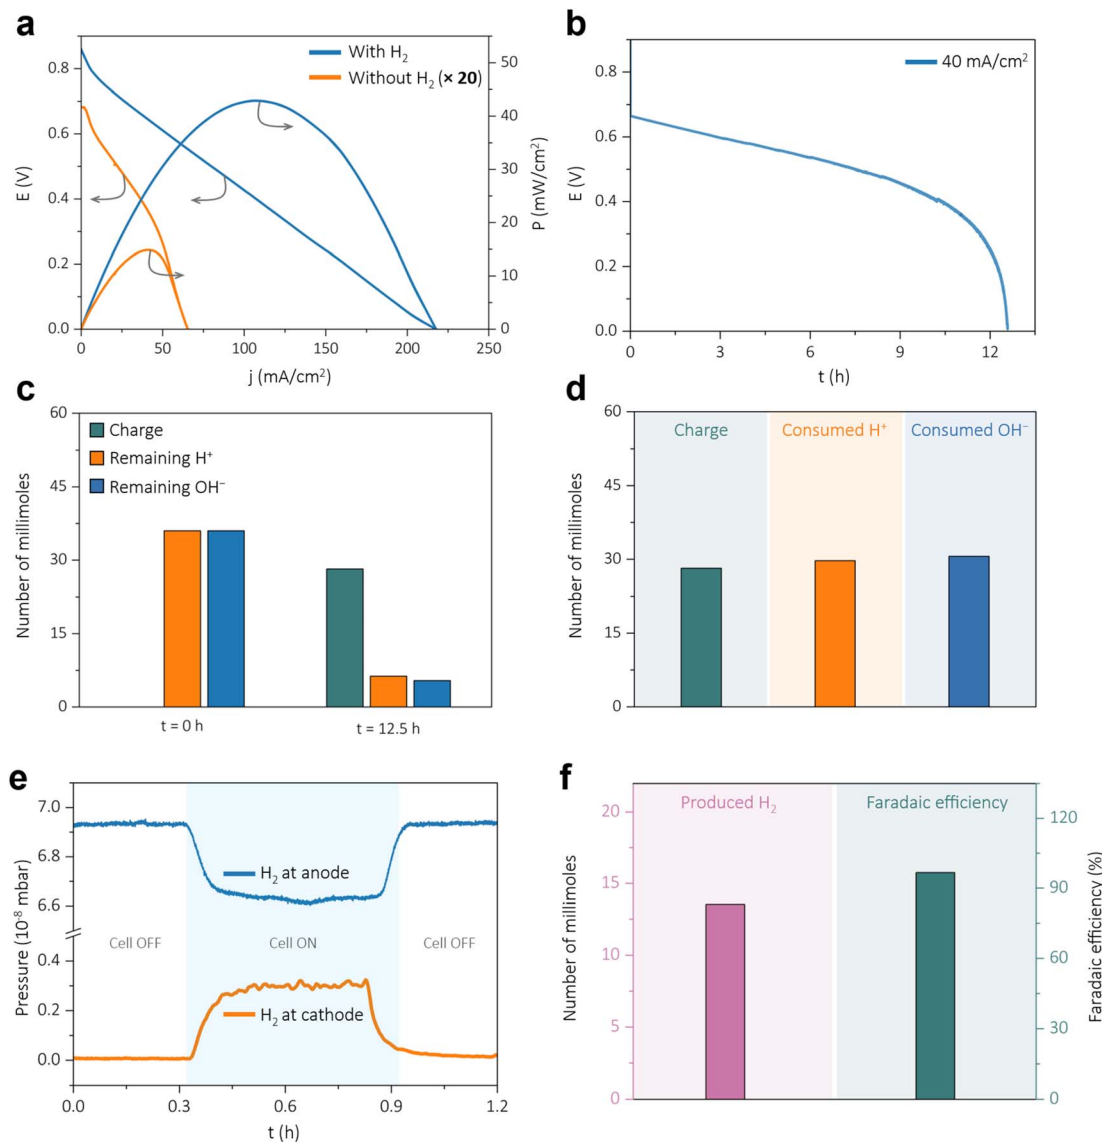 a
With H₂
Without H₂ (× 20)
E (V)
0.8
0.6
0.4
0.2
0.0
P (mW/cm²)
50
40
30
20
10
0
0 50 100 150 200 250
j (mA/cm²)
b
40 mA/cm²
E (V)
0.8
0.6
0.4
0.2
0.0
0 3 6 9 12
t (h)
c
Charge
Remaining H⁺
Remaining OH⁻
Number of millimoles
60
45
30
15
0
t = 0 h t = 12.5 h
d
Charge Consumed H⁺ Consumed OH⁻
Number of millimoles
60
45
30
15
0
e
H₂ at anode
Cell OFF Cell ON Cell OFF
H₂ at cathode
Pressure (10⁻⁸ mbar)
7.0
6.8
6.6
0.4
0.2
0.0
0.0 0.3 0.6 0.9 1.2
t (h)
f
Produced H₂ Faradaic efficiency
Number of millimoles
20
15
10
5
0
Faradaic efficiency (%)
120
90
60
30
0